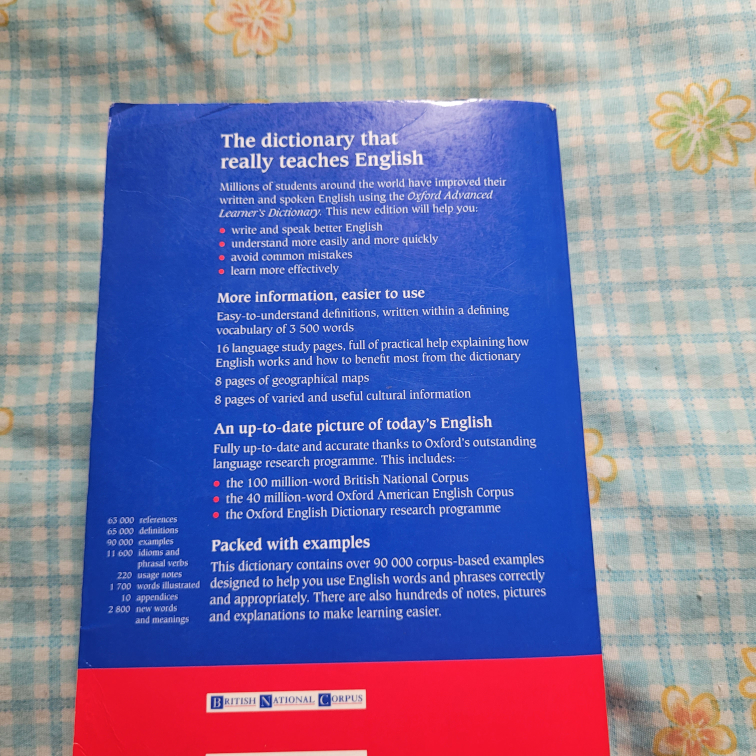 The dictionary that
really teaches English
Millions of students around the world have improved their
written and spoken English using the Oxford Advanced
Learner's Dictionary. This new edition will help you:
• write and speak better English
• understand more easily and more quickly
• avoid common mistakes
• learn more effectively
More information, easier to use
Easy-to-understand definitions, written within a defining
vocabulary of 3 500 words
16 language study pages, full of practical help explaining how
English works and how to benefit most from the dictionary
8 pages of geographical maps
8 pages of varied and useful cultural information
An up-to-date picture of today's English
Fully up-to-date and accurate thanks to Oxford's outstanding
language research programme. This includes:
• the 100 million-word British National Corpus
• the 40 million-word Oxford American English Corpus
• the Oxford English Dictionary research programme
63 000 references
65 000 definitions
90 000 examples
11 600 idioms and
phrasal verbs
220 usage notes
1 700 words illustrated
10 appendices
2 800 new words
and meanings
Packed with examples
This dictionary contains over 90 000 corpus-based examples
designed to help you use English words and phrases correctly
and appropriately. There are also hundreds of notes, pictures
and explanations to make learning easier.
BRITISH NATIONAL CORPUS